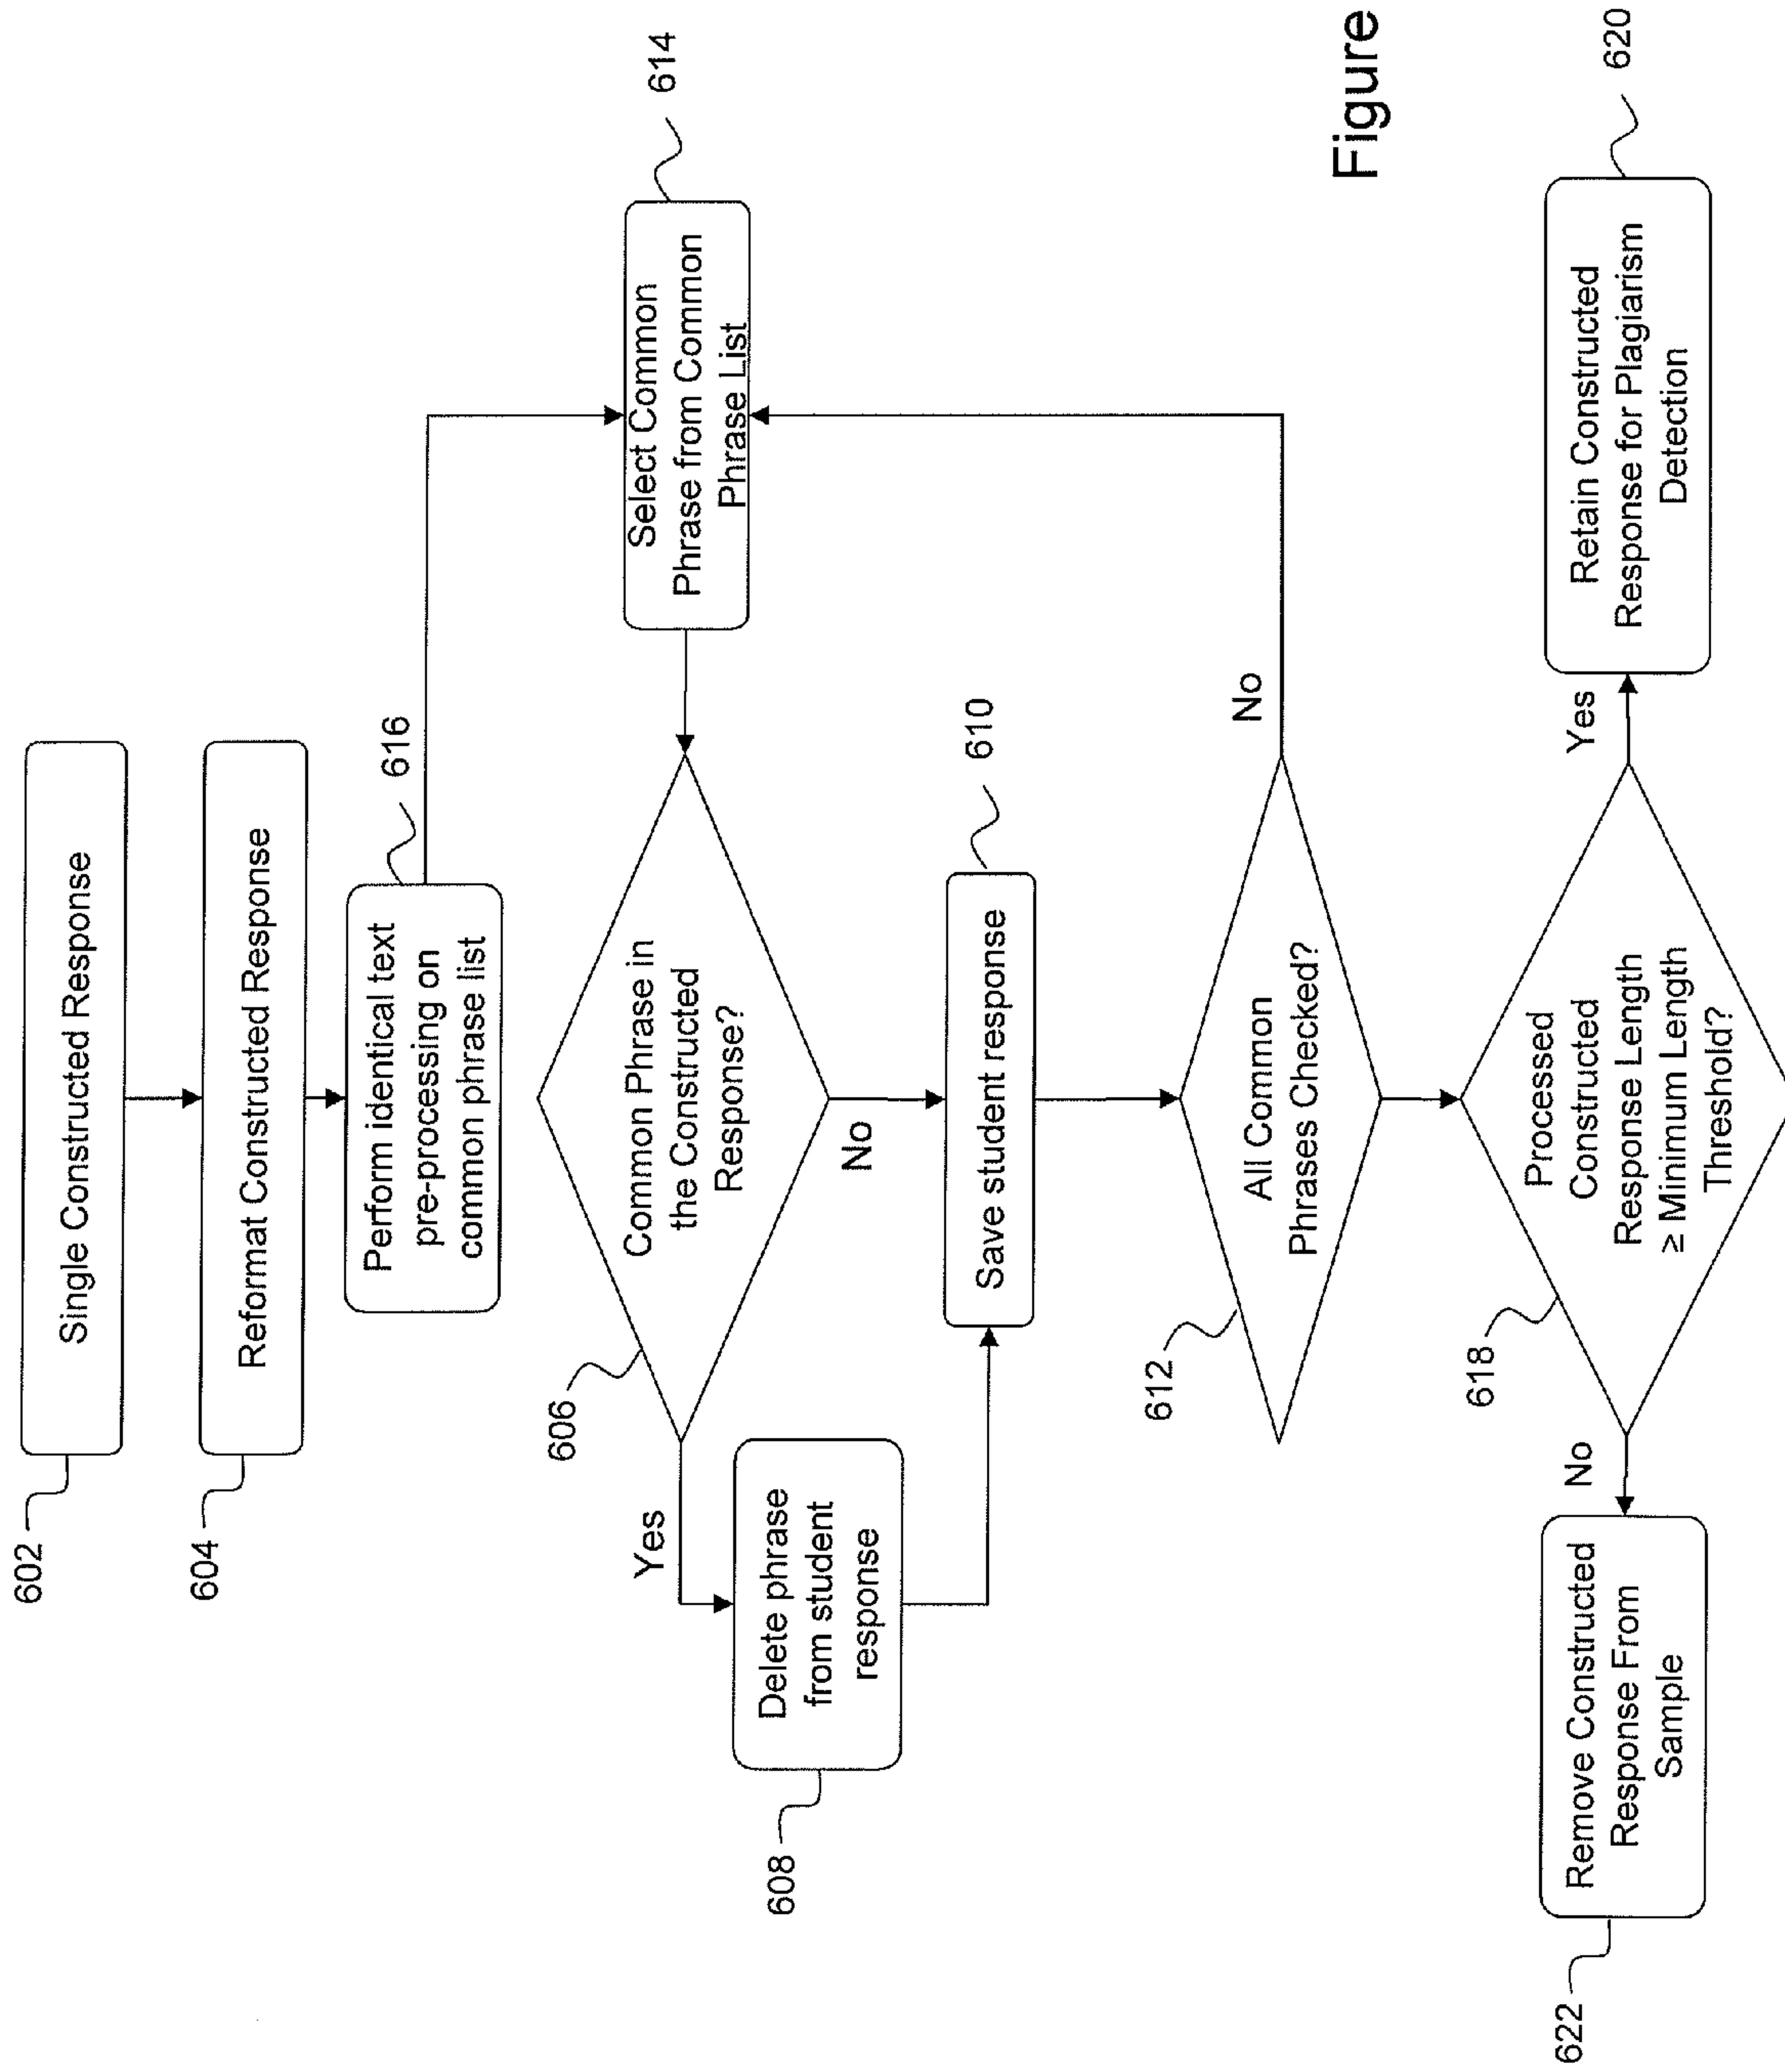 602
Single Constructed Response
604
Reformat Constructed Response
616
Perform identical text
pre-processing on
common phrase list
614
Select Common
Phrase from Common
Phrase List
606
Common Phrase in
the Constructed
Response?
Yes
No
608
Delete phrase
from student
response
610
Save student response
612
All Common
Phrases Checked?
No
618
Processed
Constructed
Response Length
≥ Minimum Length
Threshold?
No
Yes
622
Remove Constructed
Response From
Sample
620
Retain Constructed
Response for Plagiarism
Detection
Figure